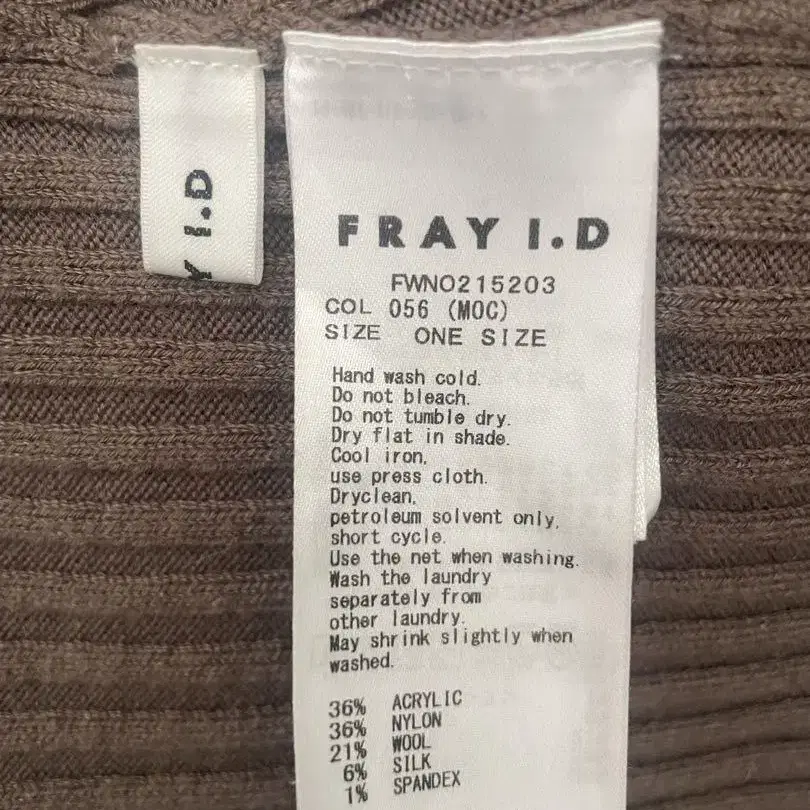 Y I.D
FRAY I.D
FWNO215203
COL 056 (MOC)
SIZE ONE SIZE
Hand wash cold.
Do not bleach.
Do not tumble dry.
Dry flat in shade.
Cool iron,
use press cloth.
Dryclean,
petroleum solvent only,
short cycle.
Use the net when washing.
Wash the laundry
separately from
other laundry.
May shrink slightly when
washed.
36% ACRYLIC
36% NYLON
21% WOOL
6% SILK
1% SPANDEX